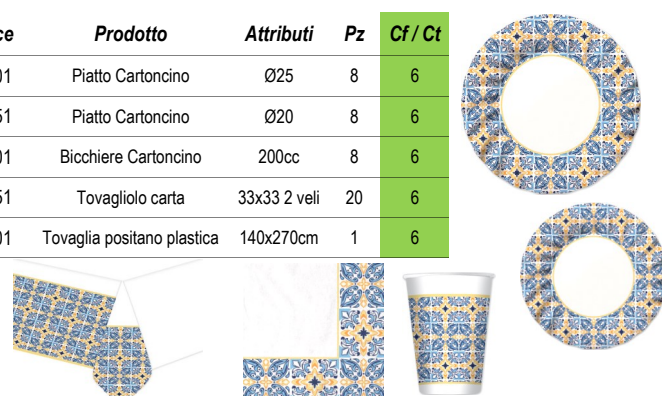 Prodotto Attributi Pz Cf / Ct
01 Piatto Cartoncino Ø25 8 6
51 Piatto Cartoncino Ø20 8 6
01 Bicchiere Cartoncino 200cc 8 6
51 Tovagliolo carta 33x33 2 veli 20 6
01 Tovaglia positano plastica 140x270cm 1 6